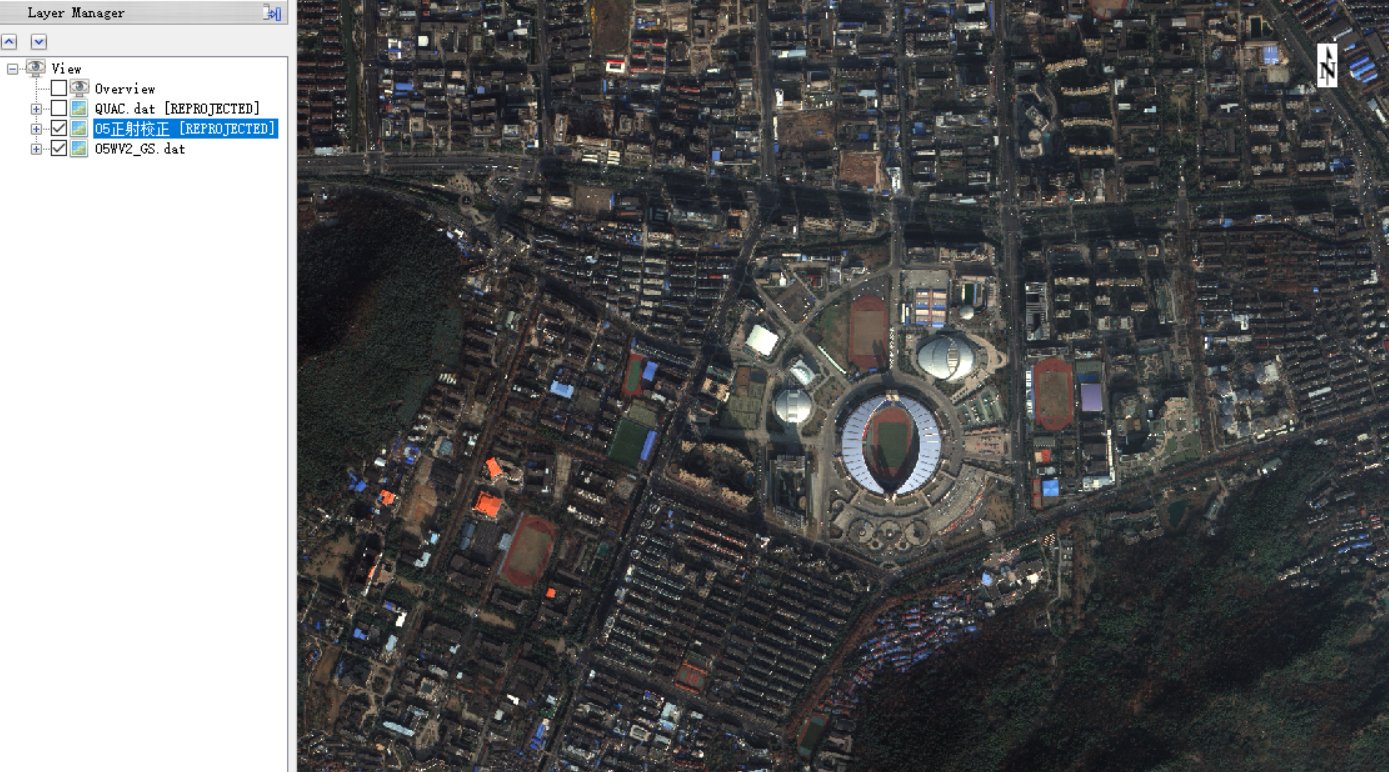 Layer Manager
View
Overview
QUAC.dat [REPROJECTED]
05正射校正 [REPROJECTED]
05WV2_GS.dat
N